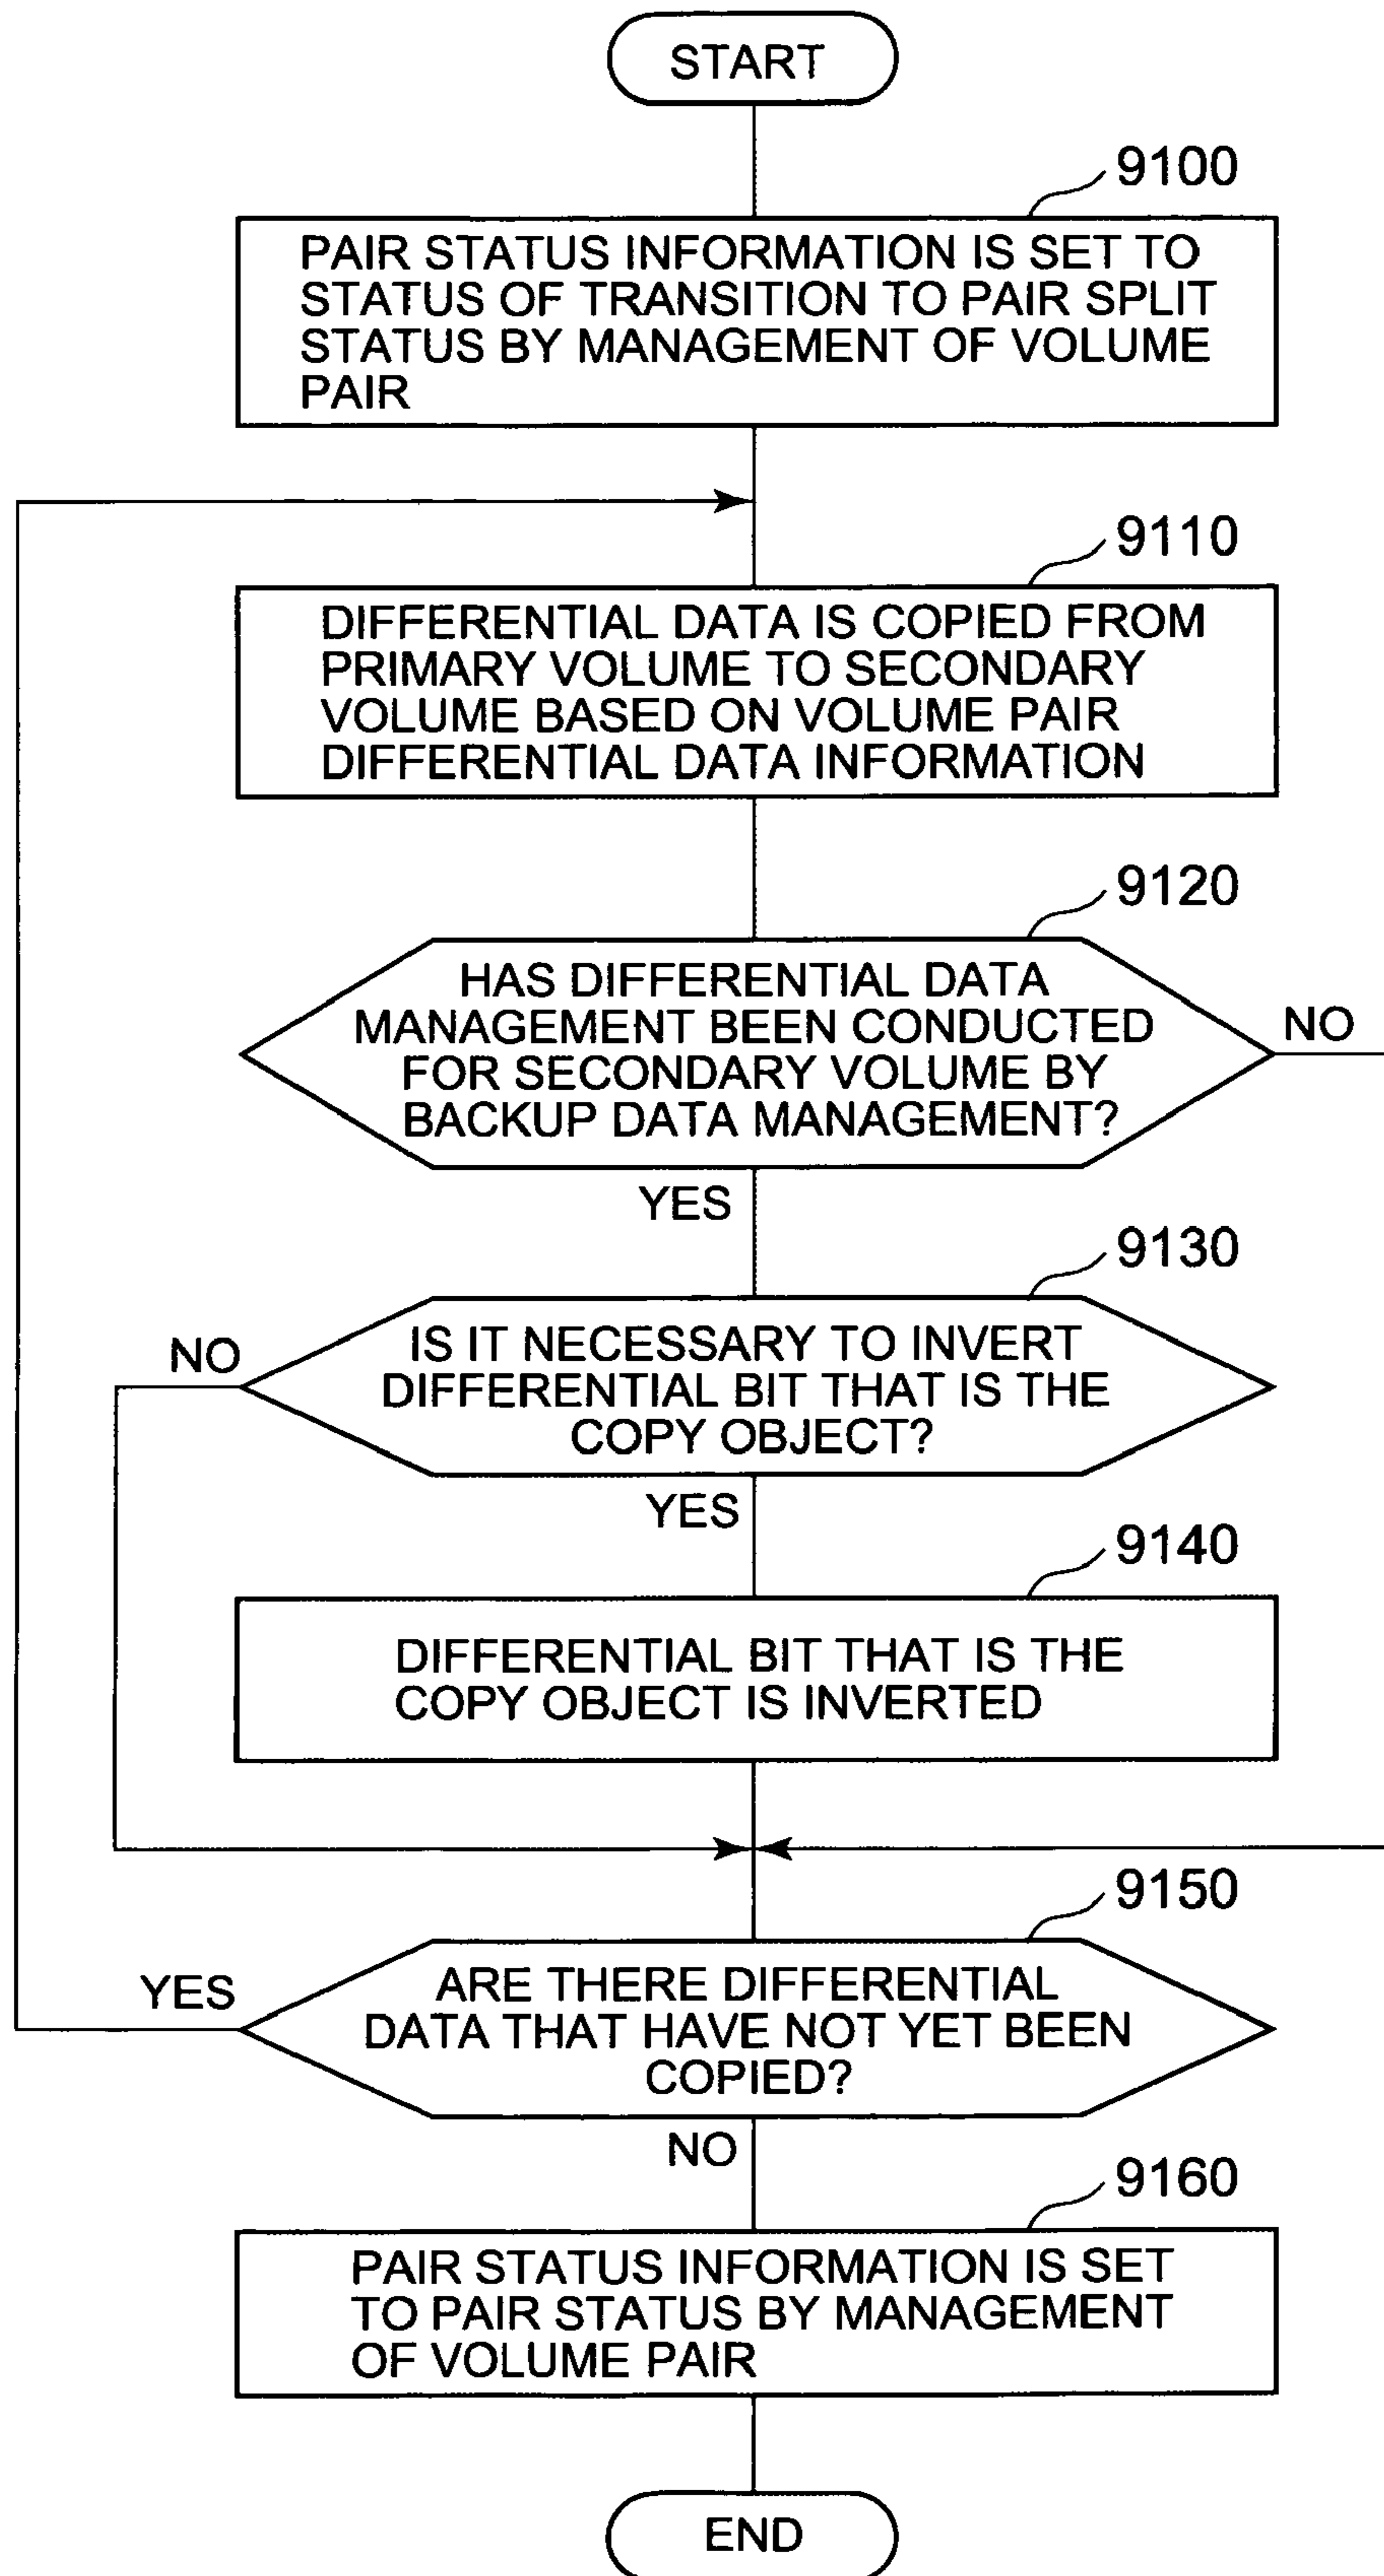 START
9100
PAIR STATUS INFORMATION IS SET TO
STATUS OF TRANSITION TO PAIR SPLIT
STATUS BY MANAGEMENT OF VOLUME
PAIR
9110
DIFFERENTIAL DATA IS COPIED FROM
PRIMARY VOLUME TO SECONDARY
VOLUME BASED ON VOLUME PAIR
DIFFERENTIAL DATA INFORMATION
9120
HAS DIFFERENTIAL DATA
MANAGEMENT BEEN CONDUCTED
FOR SECONDARY VOLUME BY
BACKUP DATA MANAGEMENT?
NO
YES
9130
IS IT NECESSARY TO INVERT
DIFFERENTIAL BIT THAT IS THE
COPY OBJECT?
NO
YES
9140
DIFFERENTIAL BIT THAT IS THE
COPY OBJECT IS INVERTED
9150
ARE THERE DIFFERENTIAL
DATA THAT HAVE NOT YET BEEN
COPIED?
YES
NO
9160
PAIR STATUS INFORMATION IS SET
TO PAIR STATUS BY MANAGEMENT
OF VOLUME PAIR
END